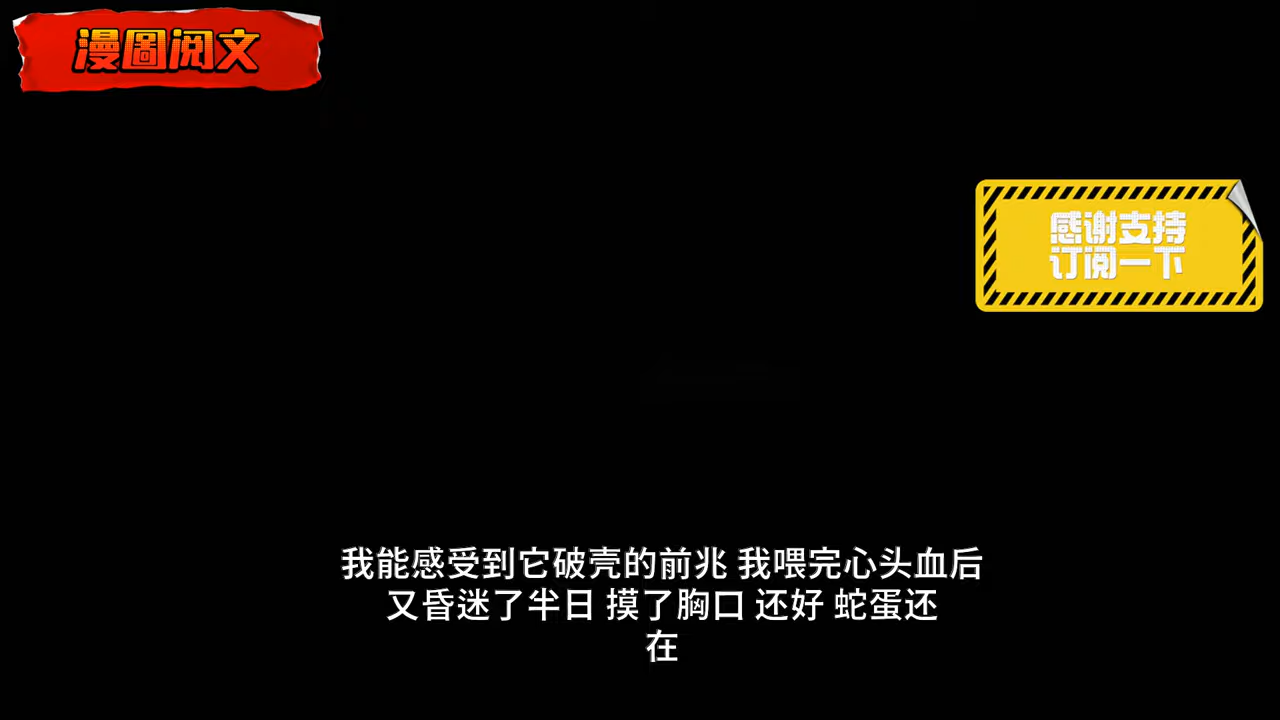 漫圖阅文
感谢支持
订阅一下
我能感受到它破壳的前兆 我喂完心头血后
又昏迷了半日 摸了胸口 还好 蛇蛋还
在